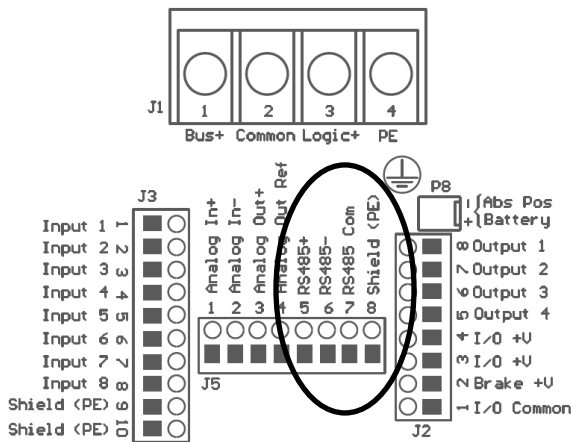 J1
1 2 3 4
Bus+ Common Logic+ PE
J3
Input 1 1
Input 2 2
Input 3 3
Input 4 4
Input 5 5
Input 6 6
Input 7 7
Input 8 8
Shield (PE) 9
Shield (PE) 10
Analog In+
Analog In-
Analog Out+
Analog Out Ref
RS485+
RS485-
RS485 Com
Shield (PE)
1 2 3 4 5 6 7 8
J5
P8
- Abs Pos
+ Battery
8 Output 1
7 Output 2
6 Output 3
5 Output 4
4 I/O +V
3 I/O +V
2 Brake +V
1 I/O Common
J2